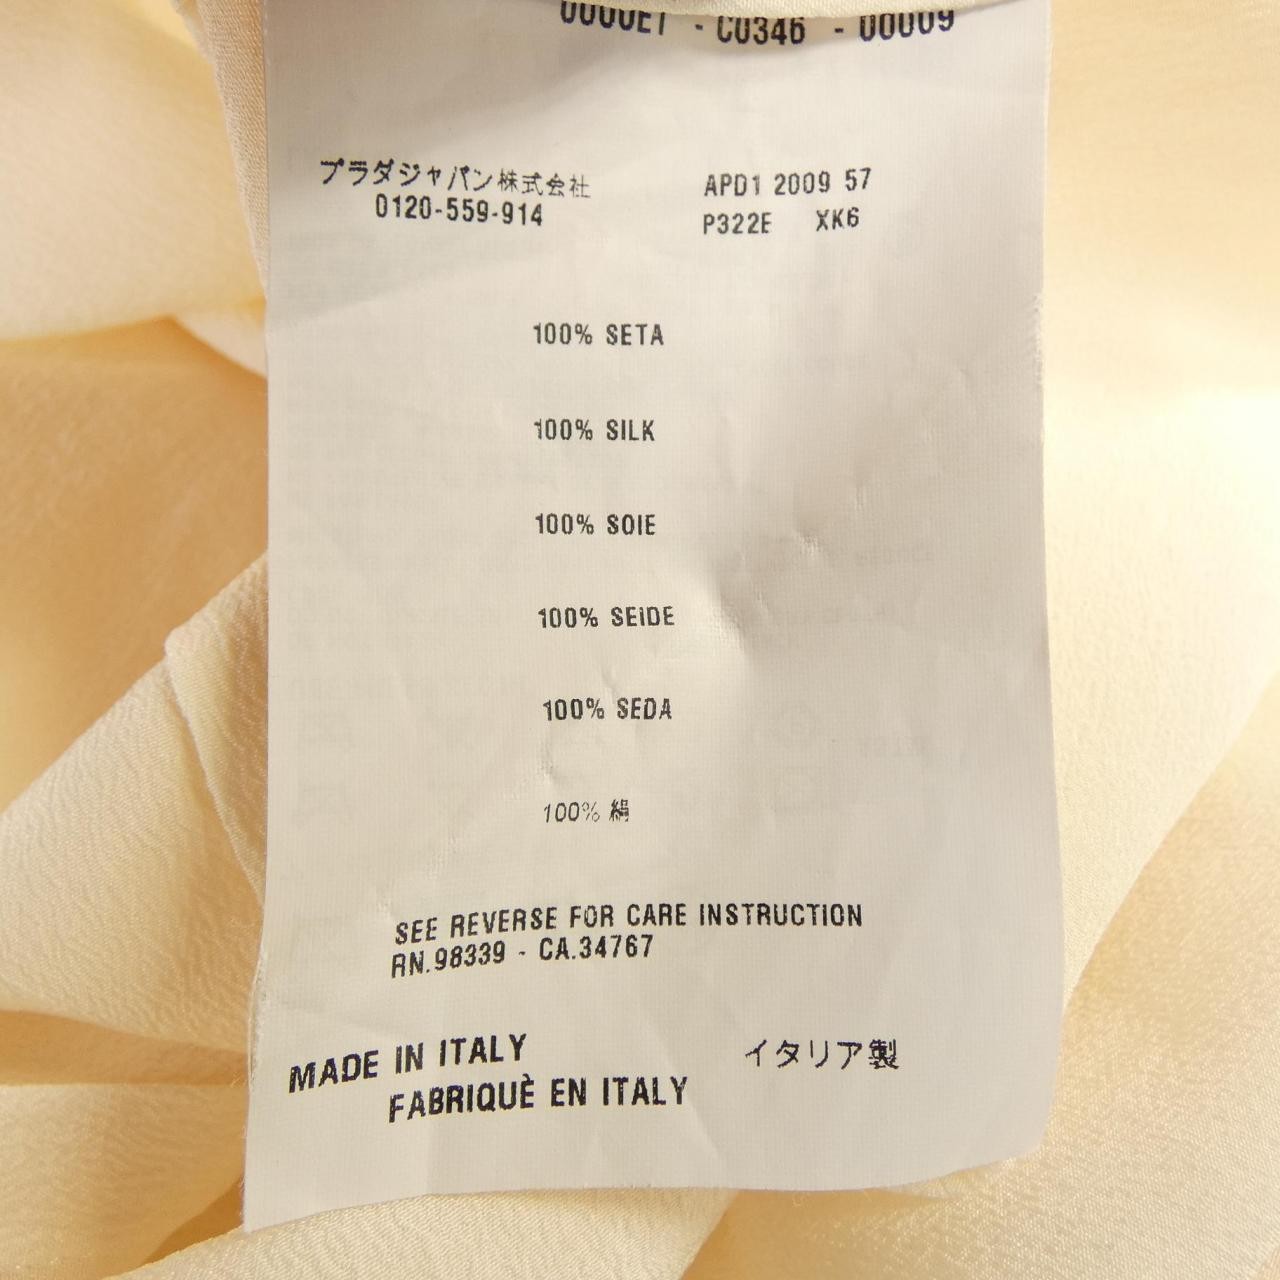 - C0346 - 00009
プラダジャパン株式会社
0120-559-914
APD1 2009 57
P322E XK6
100% SETA
100% SILK
100% SOIE
100% SEIDE
100% SEDA
100% 絹
SEE REVERSE FOR CARE INSTRUCTION
RN.98339 - CA.34767
MADE IN ITALY
FABRIQUÈ EN ITALY
イタリア製